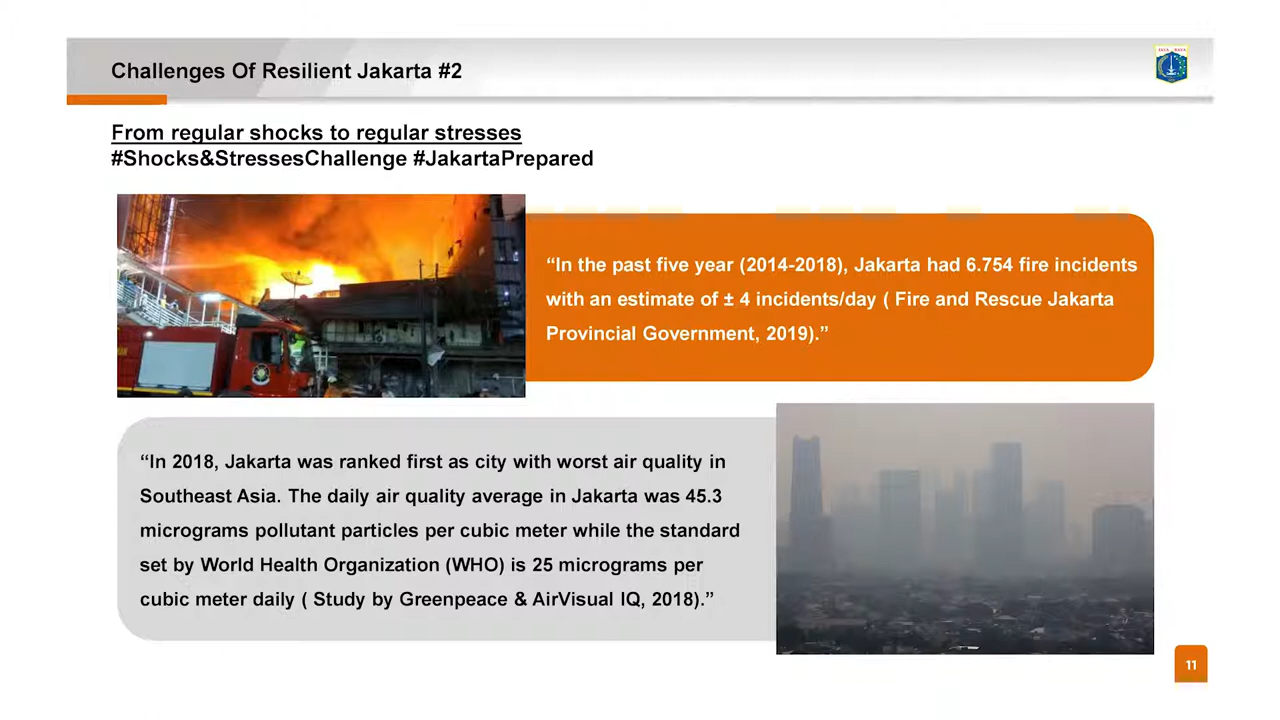 Challenges Of Resilient Jakarta #2
JAYA RAYA
From regular shocks to regular stresses
#Shocks&StressesChallenge #JakartaPrepared
“In the past five year (2014-2018), Jakarta had 6.754 fire incidents
with an estimate of ± 4 incidents/day ( Fire and Rescue Jakarta
Provincial Government, 2019).”
“In 2018, Jakarta was ranked first as city with worst air quality in
Southeast Asia. The daily air quality average in Jakarta was 45.3
micrograms pollutant particles per cubic meter while the standard
set by World Health Organization (WHO) is 25 micrograms per
cubic meter daily ( Study by Greenpeace & AirVisual IQ, 2018).”
11